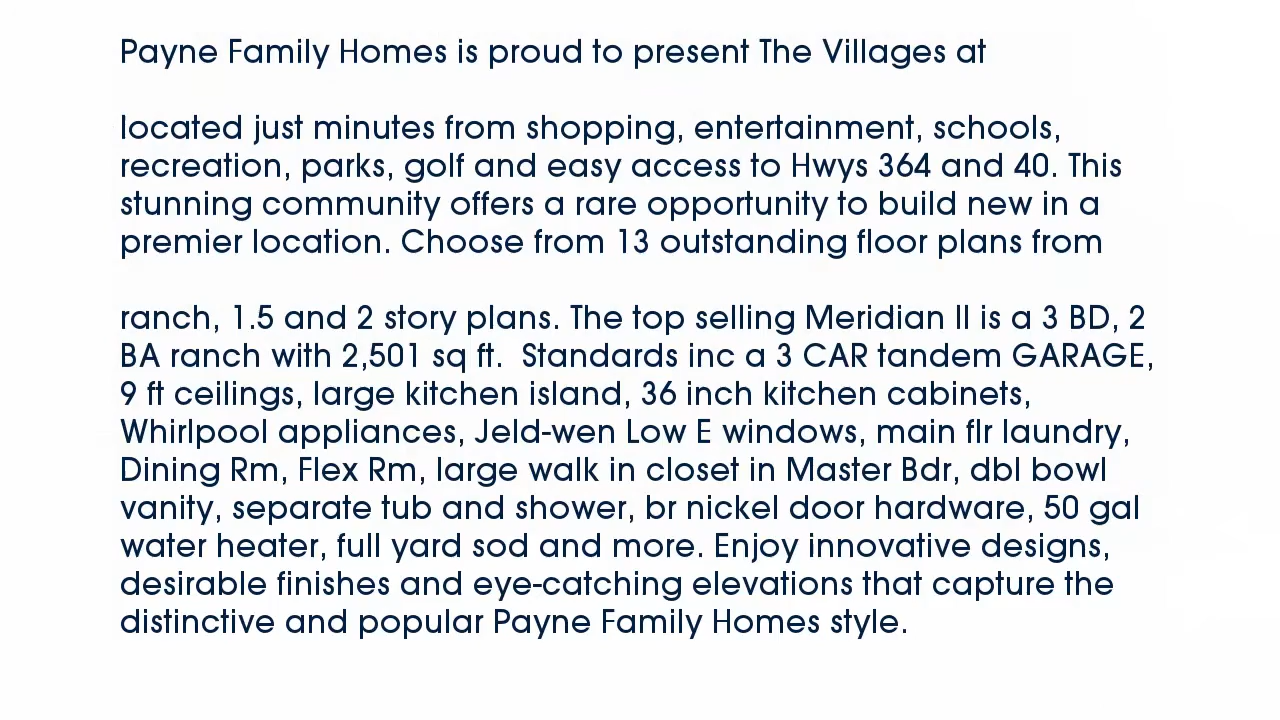 Payne Family Homes is proud to present The Villages at
located just minutes from shopping, entertainment, schools,
recreation, parks, golf and easy access to Hwys 364 and 40. This
stunning community offers a rare opportunity to build new in a
premier location. Choose from 13 outstanding floor plans from
ranch, 1.5 and 2 story plans. The top selling Meridian II is a 3 BD, 2
BA ranch with 2,501 sq ft.  Standards inc a 3 CAR tandem GARAGE,
9 ft ceilings, large kitchen island, 36 inch kitchen cabinets,
Whirlpool appliances, Jeld-wen Low E windows, main flr laundry,
Dining Rm, Flex Rm, large walk in closet in Master Bdr, dbl bowl
vanity, separate tub and shower, br nickel door hardware, 50 gal
water heater, full yard sod and more. Enjoy innovative designs,
desirable finishes and eye-catching elevations that capture the
distinctive and popular Payne Family Homes style.